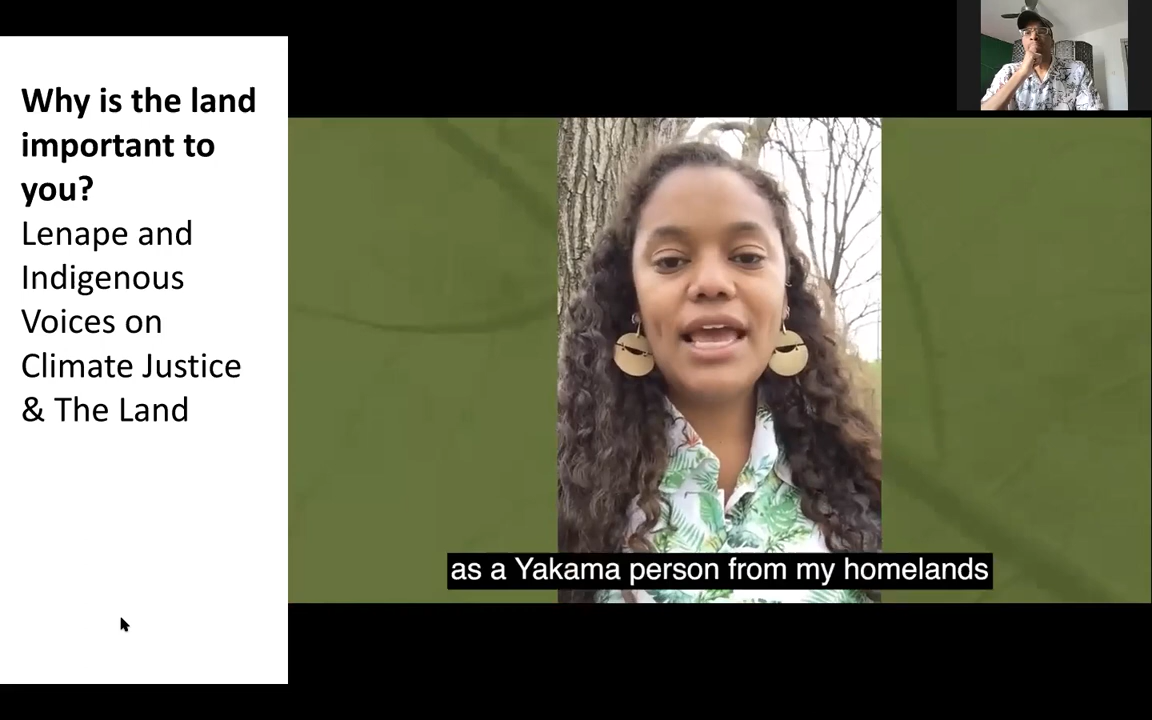 Why is the land
important to
you?
Lenape and
Indigenous
Voices on
Climate Justice
& The Land
as a Yakama person from my homelands